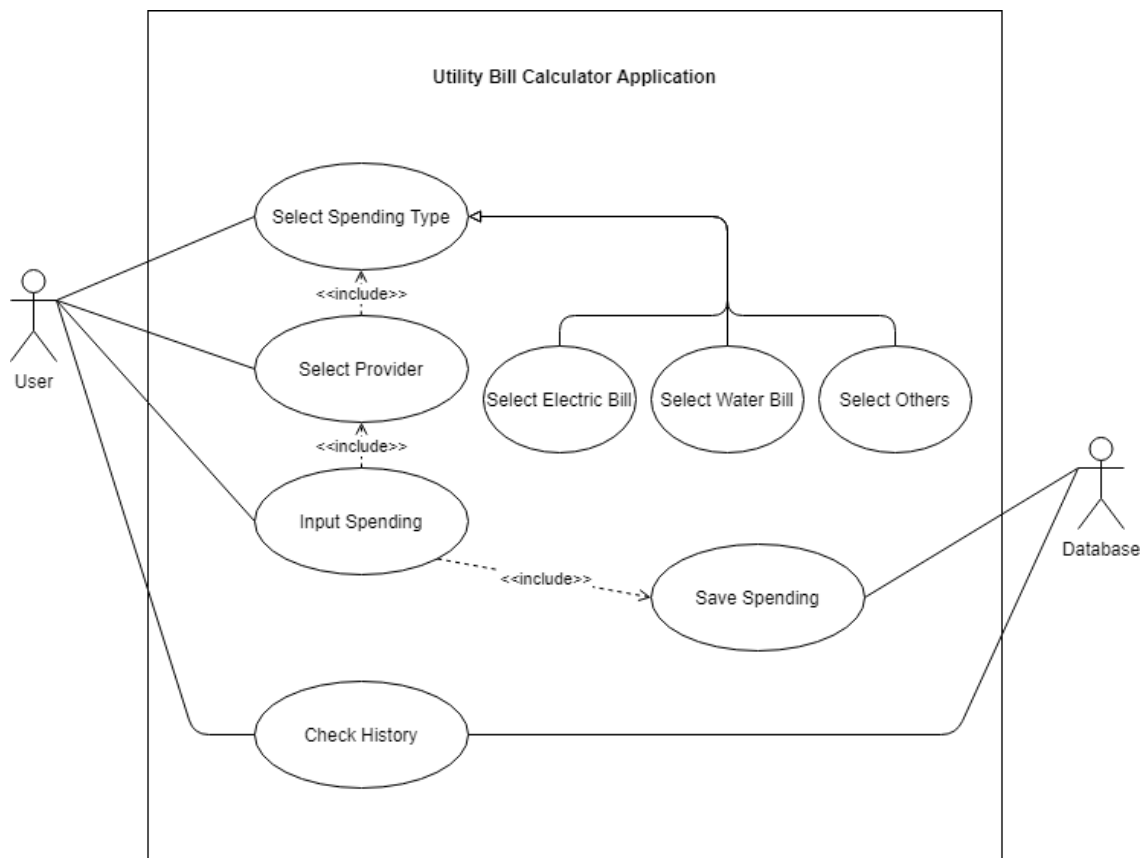 Utility Bill Calculator Application
Select Spending Type
<<include>>
User
Select Provider
Select Electric Bill
Select Water Bill
Select Others
<<include>>
Input Spending
Database
<<include>>
Save Spending
Check History